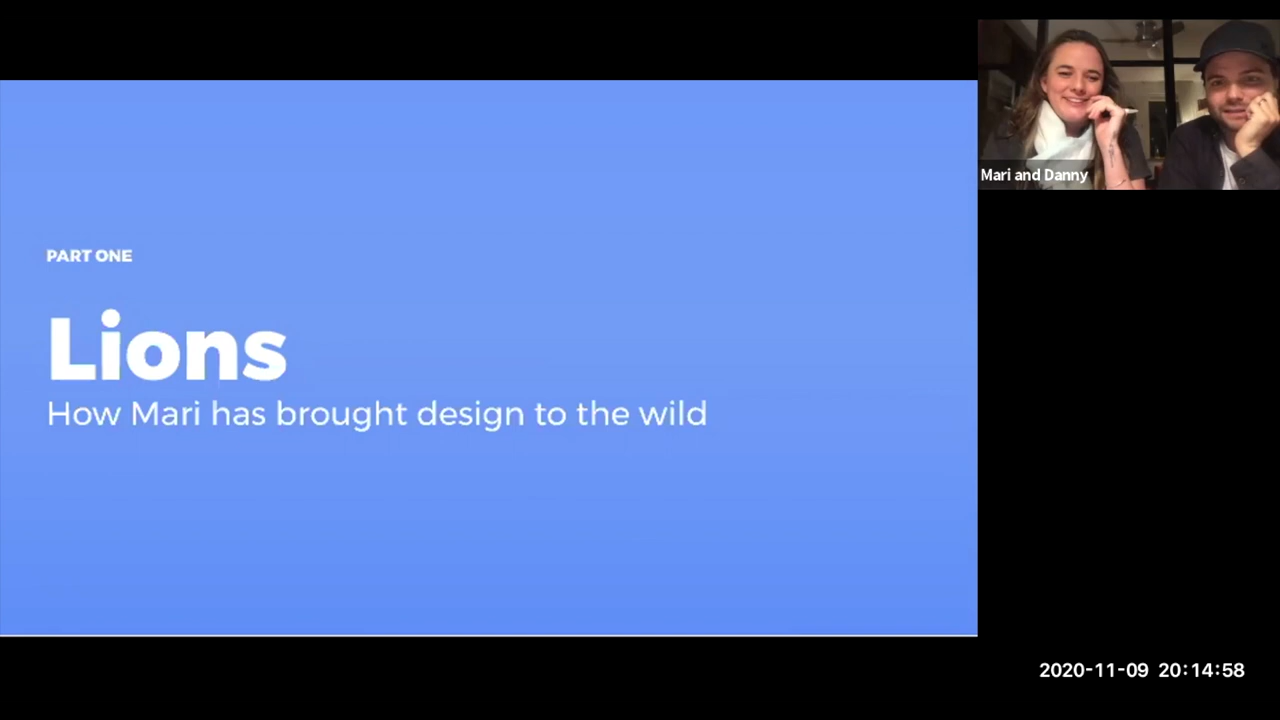 Mari and Danny
PART ONE
Lions
How Mari has brought design to the wild
2020-11-09 20:14:58